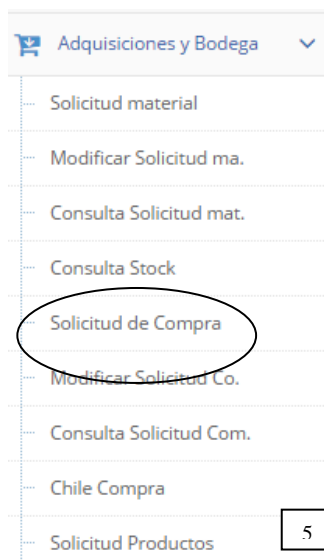 Adquisiciones y Bodega
Solicitud material
Modificar Solicitud ma.
Consulta Solicitud mat.
Consulta Stock
Solicitud de Compra
Modificar Solicitud Co.
Consulta Solicitud Com.
Chile Compra
Solicitud Productos
5